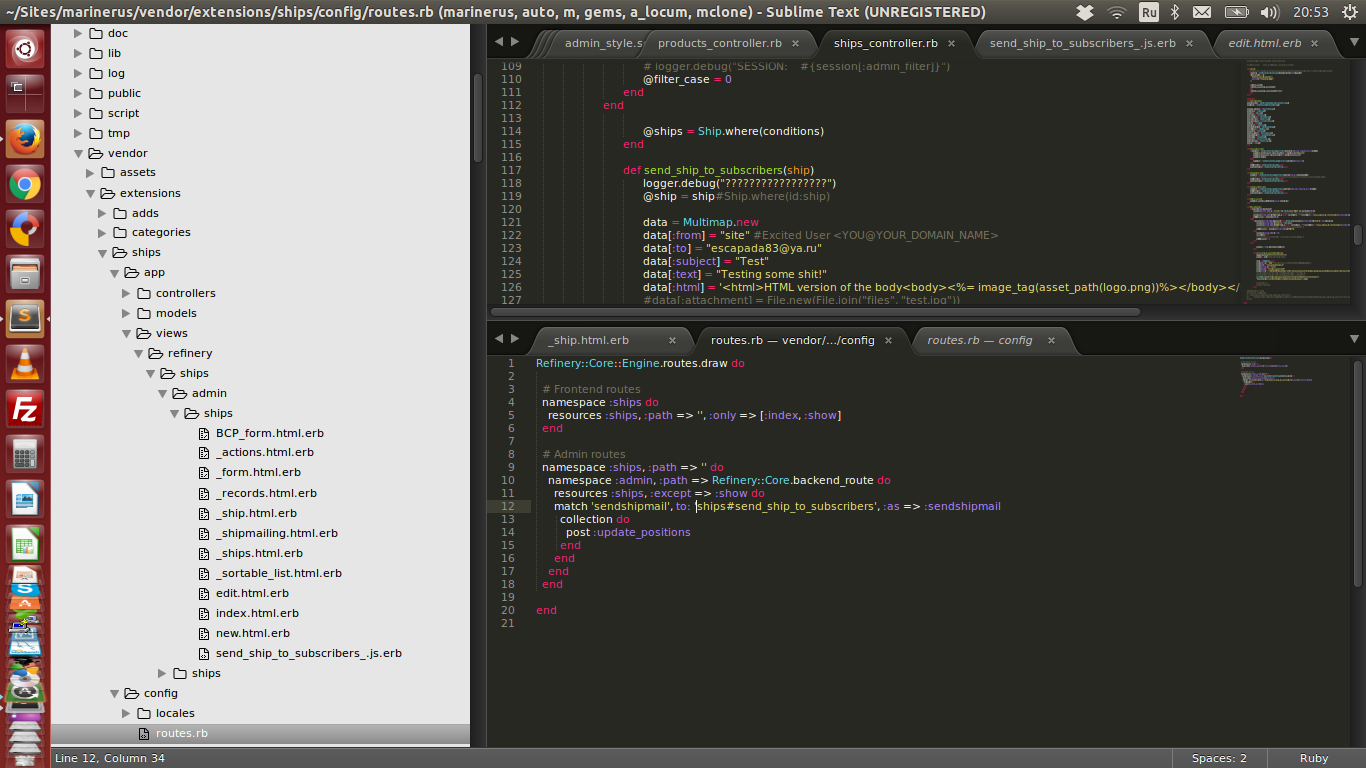 ~/Sites/marinerus/vendor/extensions/ships/config/routes.rb (marinerus, auto, m, gems, a_locum, mclone) - Sublime Text (UNREGISTERED)
Ru
20:53
doc
lib
log
public
script
tmp
vendor
assets
extensions
adds
categories
ships
app
controllers
models
views
refinery
ships
admin
ships
BCP_form.html.erb
_actions.html.erb
_form.html.erb
_records.html.erb
_ship.html.erb
_shipmailing.html.erb
_ships.html.erb
_sortable_list.html.erb
edit.html.erb
index.html.erb
new.html.erb
send_ship_to_subscribers_.js.erb
ships
config
locales
routes.rb
admin_style.s
products_controller.rb
ships_controller.rb
send_ship_to_subscribers_.js.erb
edit.html.erb
109 # logger.debug("SESSION: #{session[:admin_filter]}")
110 @filter_case = 0
111 end
112 end
113
114 @ships = Ship.where(conditions)
115 end
116
117 def send_ship_to_subscribers(ship)
118 logger.debug("?????????????????")
119 @ship = ship#Ship.where(id:ship)
120
121 data = Multimap.new
122 data[:from] = "site" #Excited User <YOU@YOUR_DOMAIN_NAME>
123 data[:to] = "escapada83@ya.ru"
124 data[:subject] = "Test"
125 data[:text] = "Testing some shit!"
126 data[:html] = '<html>HTML version of the body<body><%= image_tag(asset_path(logo.png))%></body></
127 #data[:attachment] = File.new(File.join("files", "test.jpg"))
_ship.html.erb
routes.rb — vendor/.../config
routes.rb — config
1 Refinery::Core::Engine.routes.draw do
2
3 # Frontend routes
4 namespace :ships do
5 resources :ships, :path => '', :only => [:index, :show]
6 end
7
8 # Admin routes
9 namespace :ships, :path => '' do
10 namespace :admin, :path => Refinery::Core.backend_route do
11 resources :ships, :except => :show do
12 match 'sendshipmail', to: 'ships#send_ship_to_subscribers', :as => :sendshipmail
13 collection do
14 post :update_positions
15 end
16 end
17 end
18 end
19
20 end
21
Line 12, Column 34
Spaces: 2
Ruby